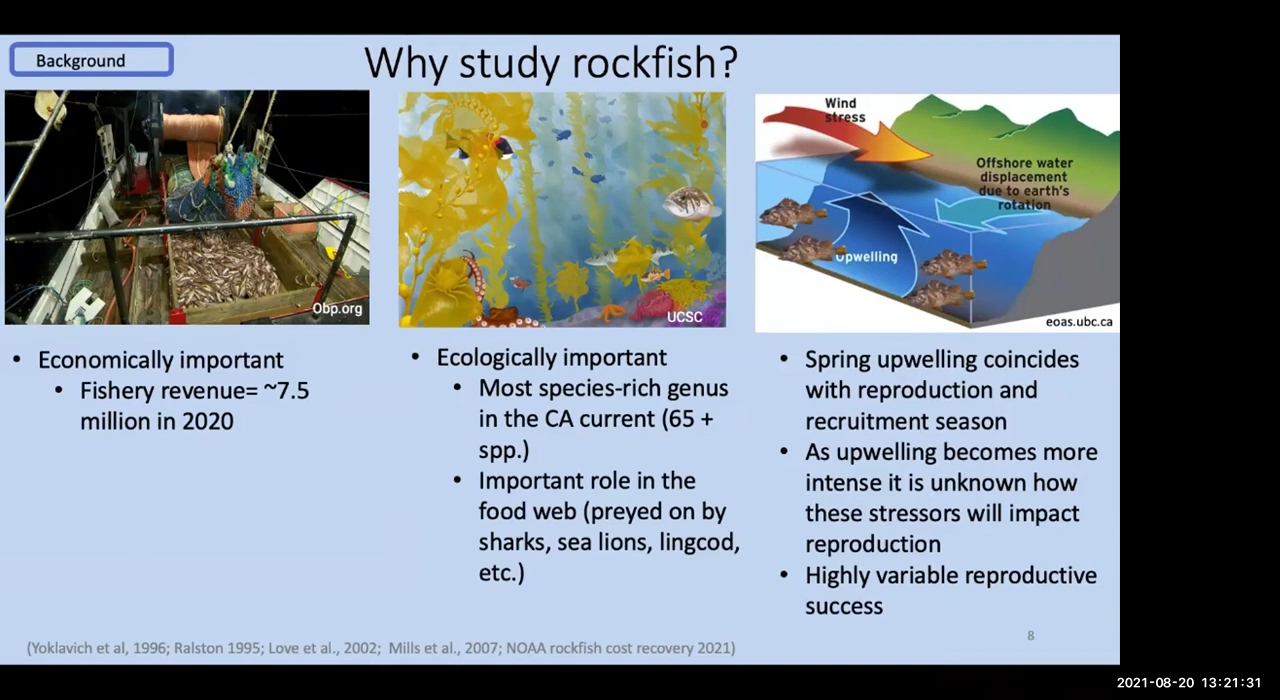 Background
Why study rockfish?
Obp.org
UCSC
Wind
stress
Offshore water
displacement
due to earth's
rotation
Upwelling
eoas.ubc.ca
• Economically important
• Fishery revenue= ~7.5
million in 2020
• Ecologically important
• Most species-rich genus
in the CA current (65 +
spp.)
• Important role in the
food web (preyed on by
sharks, sea lions, lingcod,
etc.)
• Spring upwelling coincides
with reproduction and
recruitment season
• As upwelling becomes more
intense it is unknown how
these stressors will impact
reproduction
• Highly variable reproductive
success
8
(Yoklavich et al, 1996; Ralston 1995; Love et al., 2002; Mills et al., 2007; NOAA rockfish cost recovery 2021)
2021-08-20 13:21:31